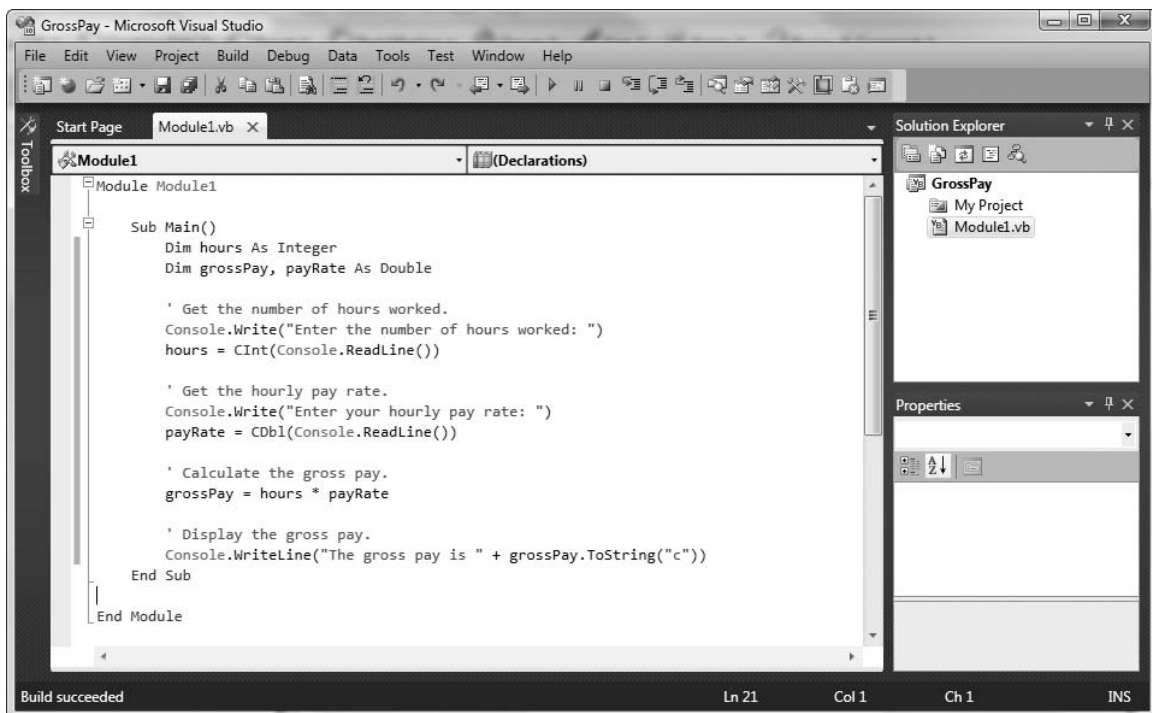 GrossPay - Microsoft Visual Studio
File Edit View Project Build Debug Data Tools Test Window Help
Toolbox
Start Page Module1.vb
Module1 (Declarations)
Module Module1
Sub Main()
Dim hours As Integer
Dim grossPay, payRate As Double
' Get the number of hours worked.
Console.Write("Enter the number of hours worked: ")
hours = CInt(Console.ReadLine())
' Get the hourly pay rate.
Console.Write("Enter your hourly pay rate: ")
payRate = CDbl(Console.ReadLine())
' Calculate the gross pay.
grossPay = hours * payRate
' Display the gross pay.
Console.WriteLine("The gross pay is " + grossPay.ToString("c"))
End Sub
End Module
Solution Explorer
GrossPay
My Project
Module1.vb
Properties
Build succeeded Ln 21 Col 1 Ch 1 INS